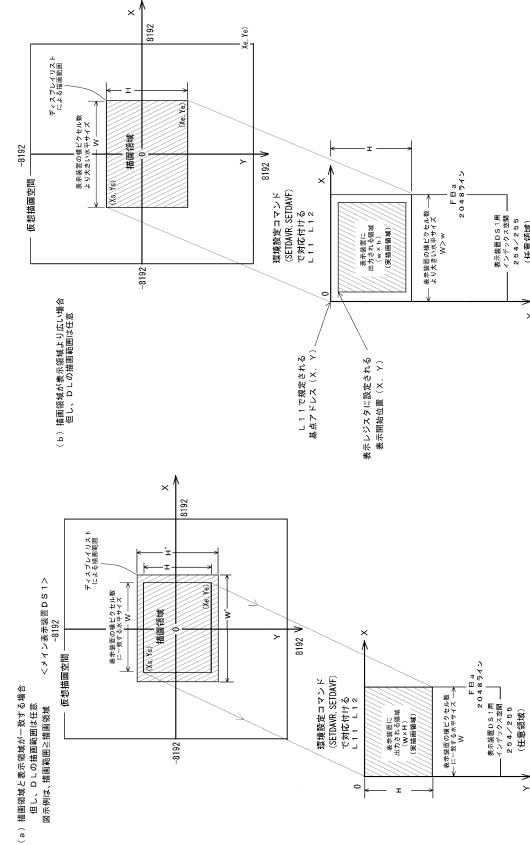 (a) 描画領域と表示領域が一致する場合
但し、DLの描画範囲は任意
図示例は、描画範囲≧描画領域
<メイン表示装置DS1>
仮想描画空間
-8192
-8192
8192
8192
X
Y
0
ディスプレイリスト
による描画範囲
表示装置の横ピクセル数
に一致する水平サイズ
W
H
H'
W'
(Xs,Ys)
(Xe,Ye)
描画領域
環境設定コマンド
(SETDAVR,SETDAVF)
で対応付ける
L11 L12
0
X
Y
H
表示装置に
出力される領域
(W×H)
(実描画領域)
W
表示装置の横ピクセル数
に一致する水平サイズ
FBa
2048ライン
表示装置DS1用
インデックス空間
254/255
(任意領域)
(b) 描画領域が表示領域より広い場合
但し、DLの描画範囲は任意
仮想描画空間
-8192
-8192
8192
8192
X
Y
0
Xe,Ye)
ディスプレイリスト
による描画範囲
表示装置の横ピクセル数
より大きい水平サイズ
W
H
(Xs,Ys)
(Xe,Ye)
描画領域
環境設定コマンド
(SETDAVR,SETDAVF)
で対応付ける
L11 L12
L11で規定される
基点アドレス(X,Y)
表示レジスタに設定される
表示開始位置(X,Y)
0
X
H
表示装置に
出力される領域
(w×h)
(実描画領域)
表示装置の横ピクセル数
より大きい水平サイズ
W>w
FBa
2048ライン
表示装置DS1用
インデックス空間
254/255
(任意領域)
Y